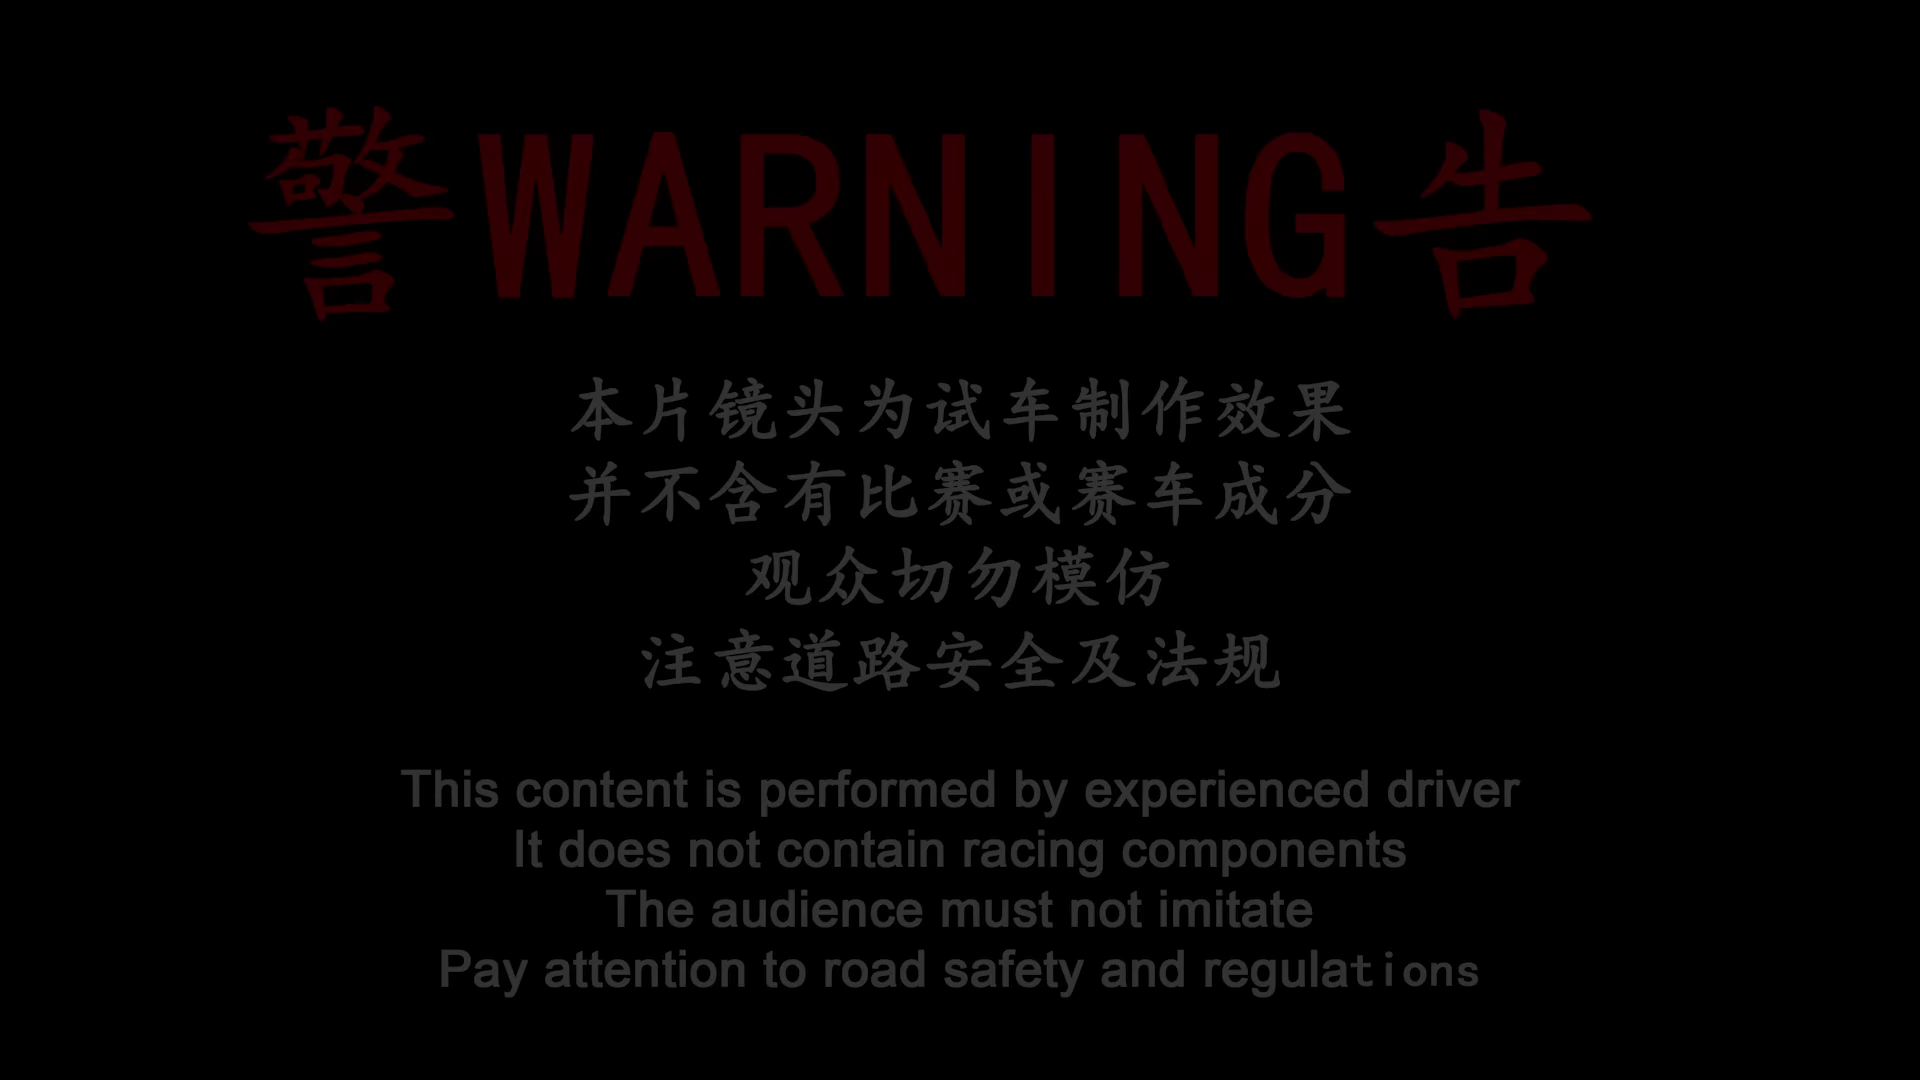 警WARNING告
本片镜头为试车制作效果
并不含有比赛或赛车成分
观众切勿模仿
注意道路安全及法规
This content is performed by experienced driver
It does not contain racing components
The audience must not imitate
Pay attention to road safety and regulations